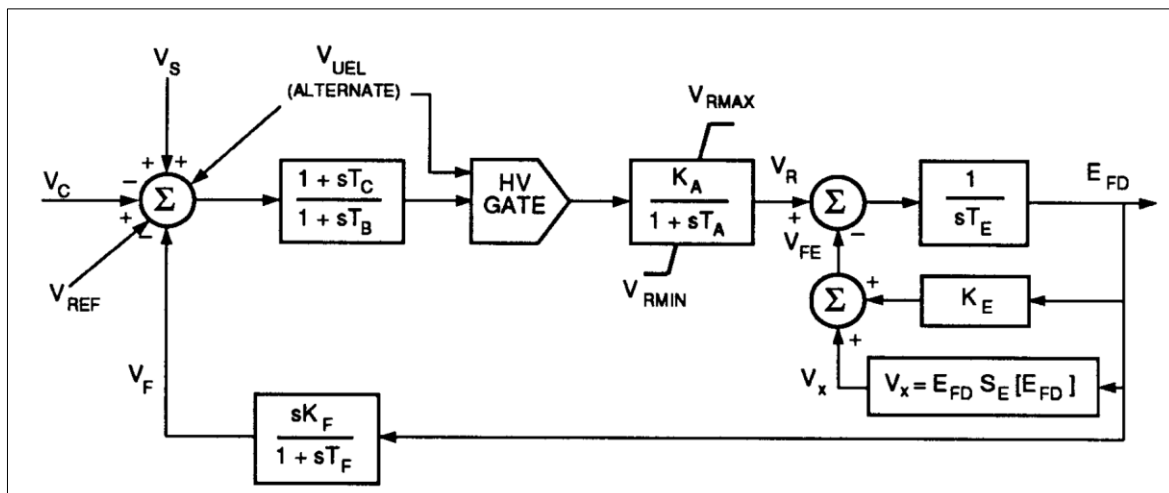 V_S
V_UEL
(ALTERNATE)
V_RMAX
+ +
−
V_C
Σ
+
−
V_REF
1 + sT_C
1 + sT_B
HV
GATE
K_A
1 + sT_A
V_RMIN
V_R
+
Σ
−
V_FE
1
sT_E
E_FD
Σ
+
+
K_E
V_X
V_X = E_FD S_E [E_FD]
V_F
sK_F
1 + sT_F